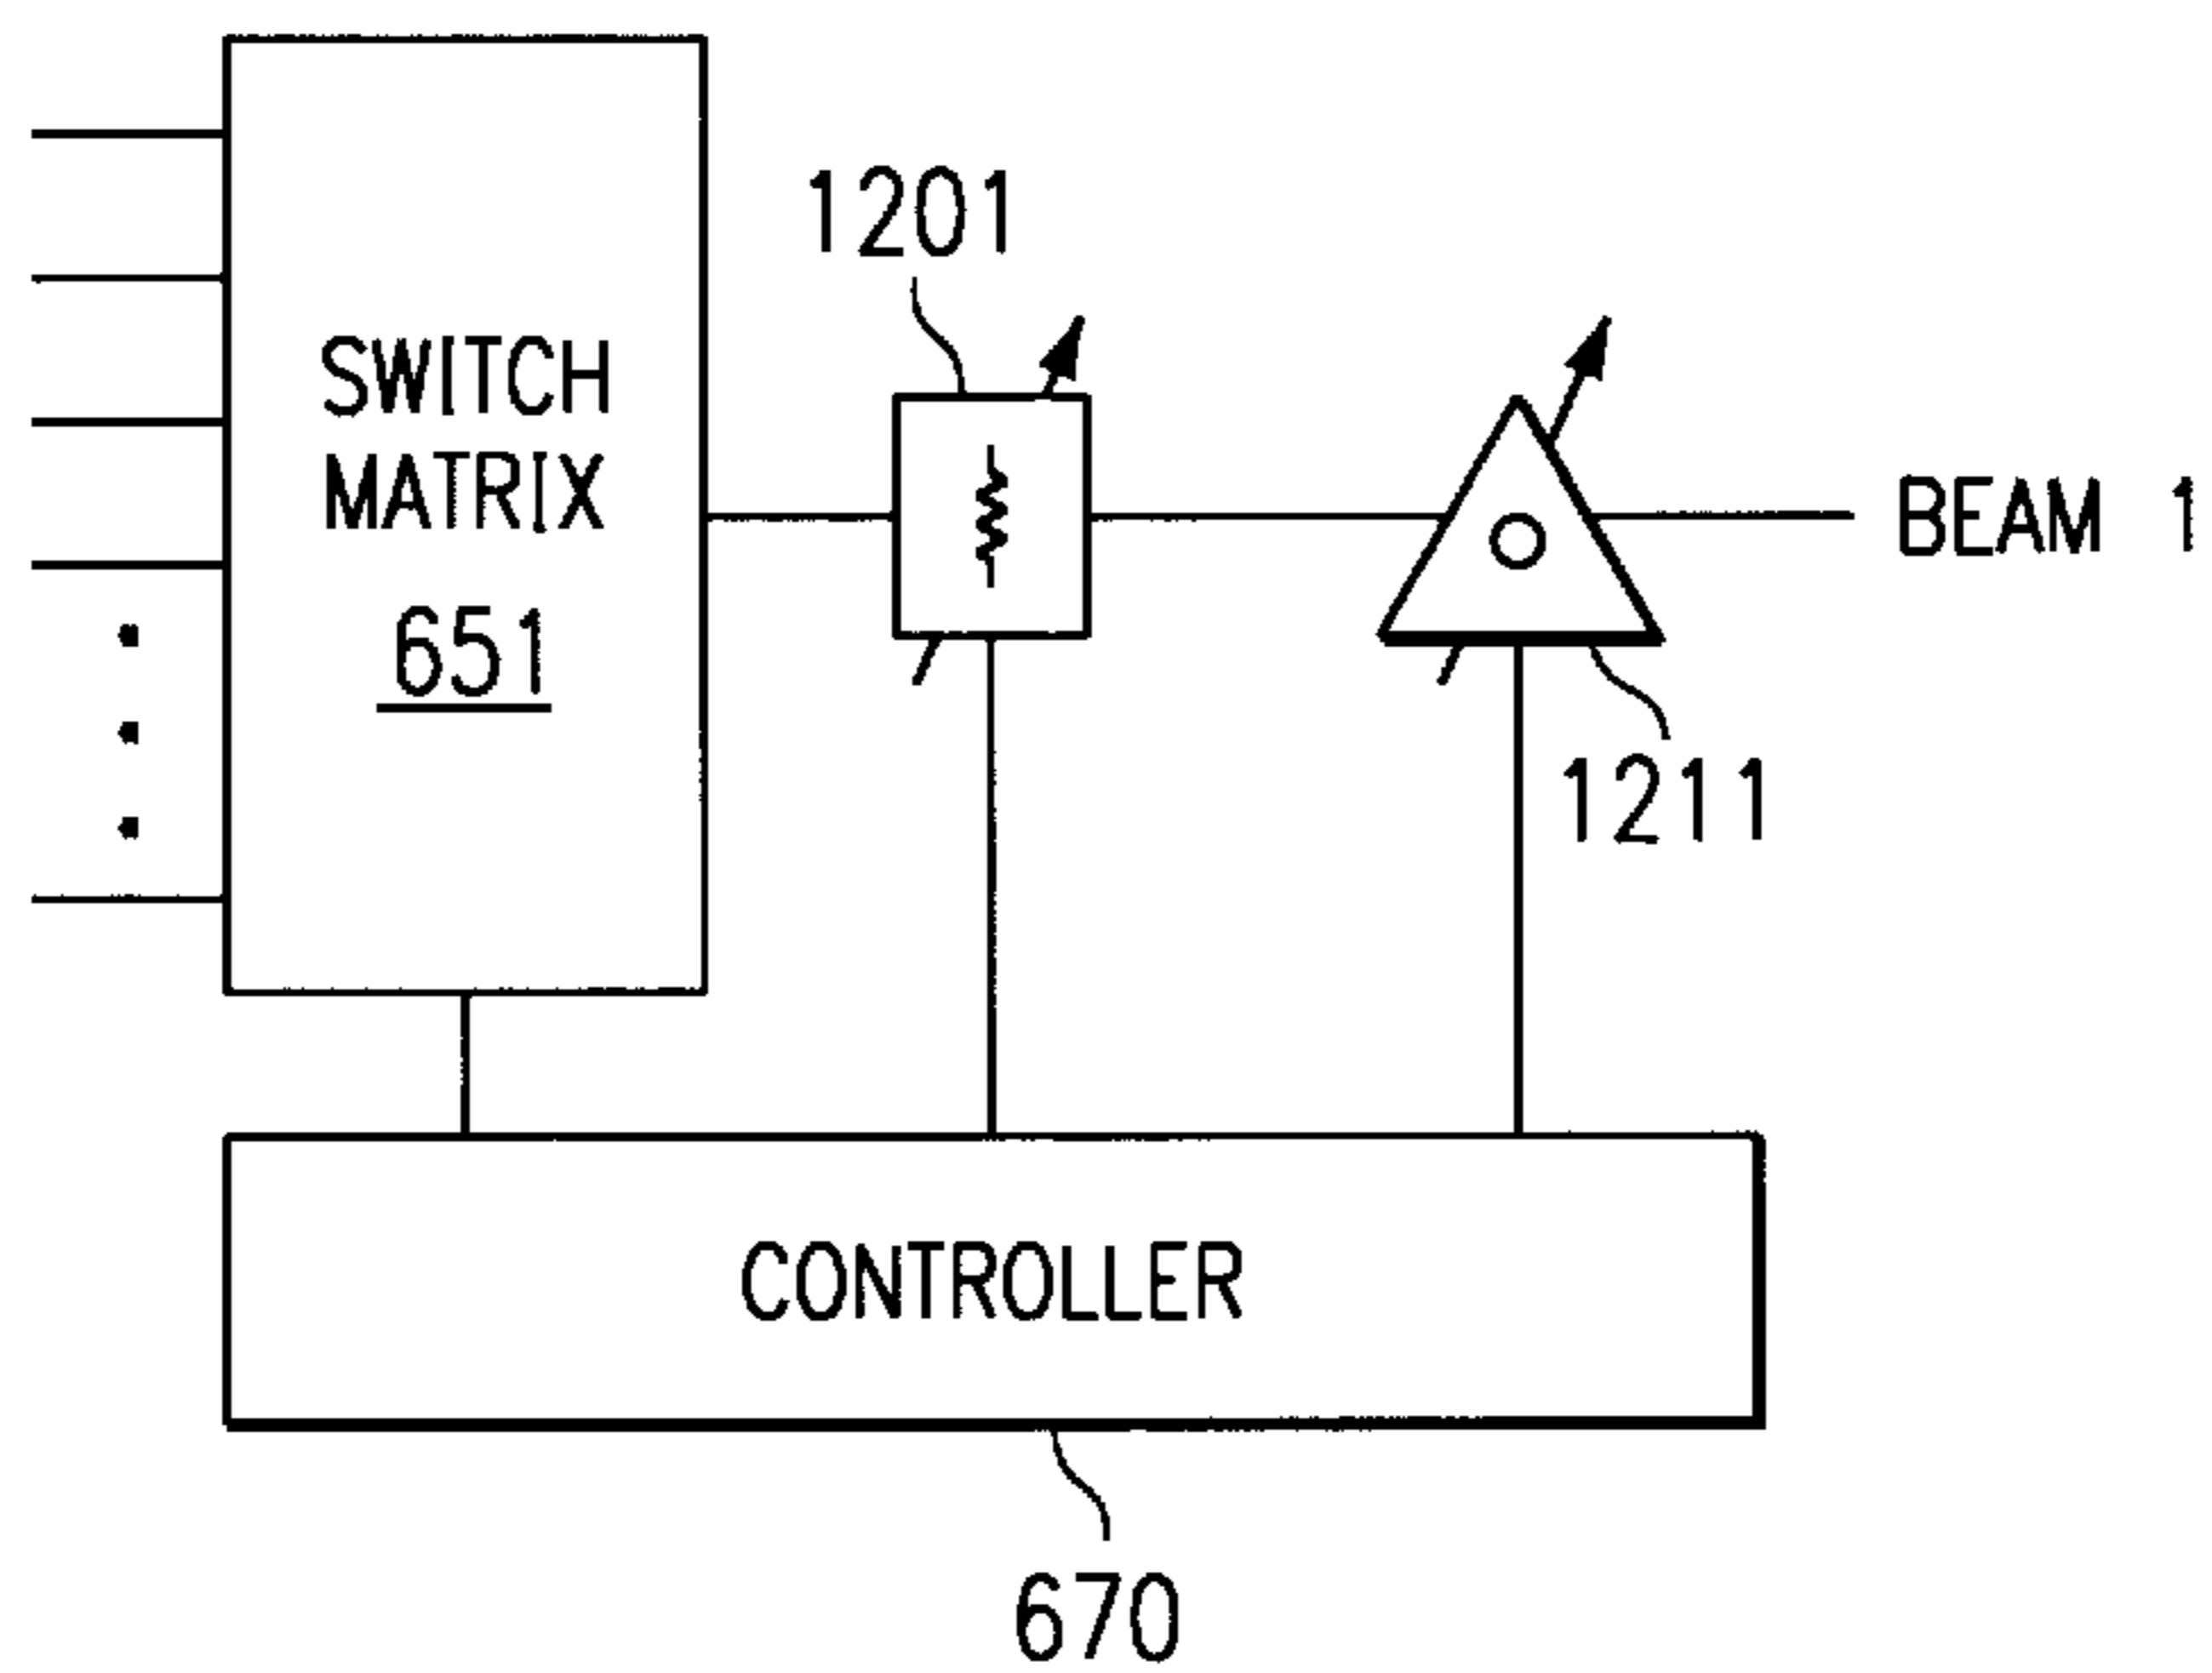 1201
SWITCH
MATRIX
651
BEAM 1
1211
CONTROLLER
670